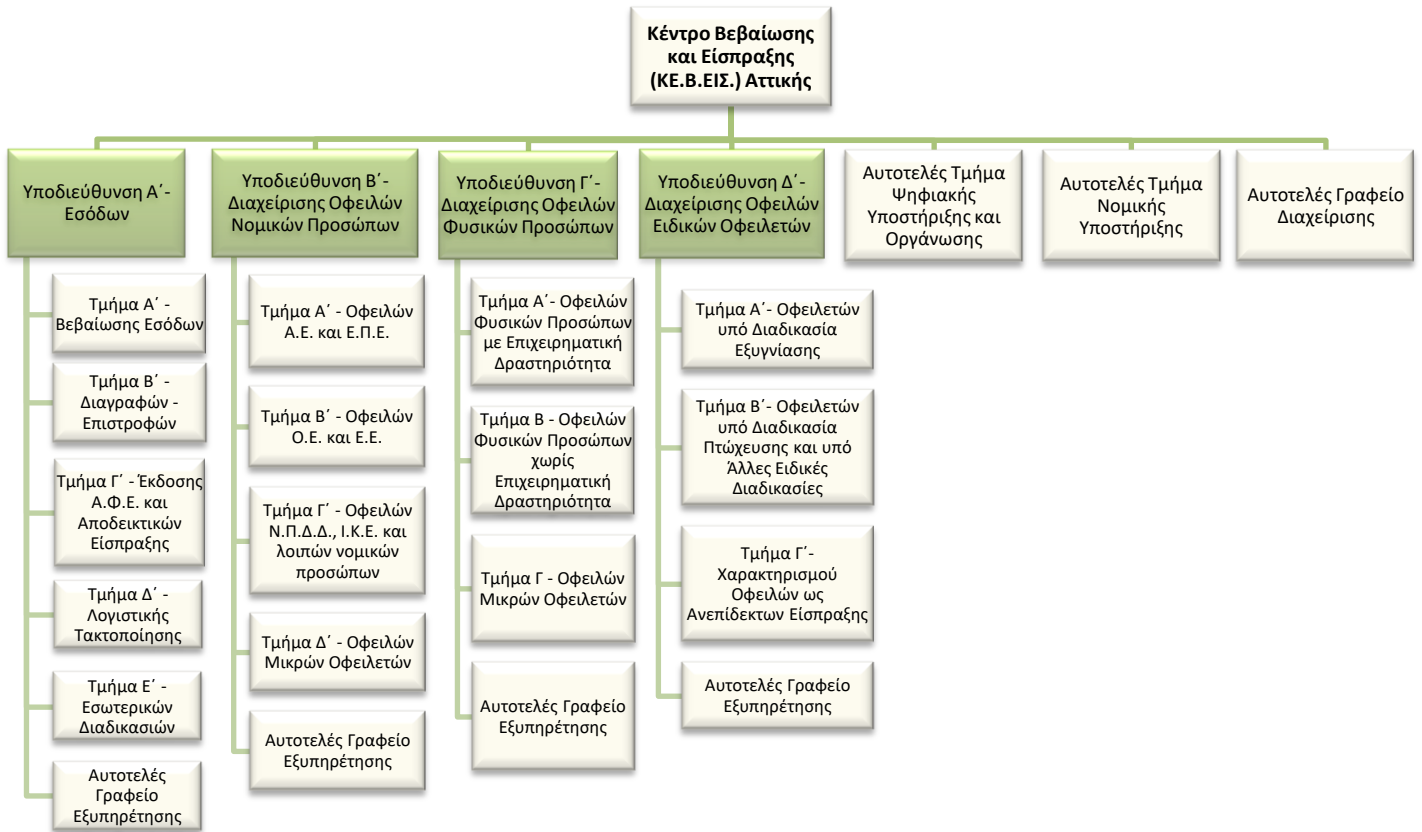 Κέντρο Βεβαίωσης
και Είσπραξης
(ΚΕ.Β.ΕΙΣ.) Αττικής
Υποδιεύθυνση Α΄-
Εσόδων
Τμήμα Α΄ -
Βεβαίωσης Εσόδων
Τμήμα Β΄ -
Διαγραφών -
Επιστροφών
Τμήμα Γ΄ - Έκδοσης
Α.Φ.Ε. και
Αποδεικτικών
Είσπραξης
Τμήμα Δ΄ -
Λογιστικής
Τακτοποίησης
Τμήμα Ε΄ -
Εσωτερικών
Διαδικασιών
Αυτοτελές
Γραφείο
Εξυπηρέτησης
Υποδιεύθυνση Β΄-
Διαχείρισης Οφειλών
Νομικών Προσώπων
Τμήμα Α΄ - Οφειλών
Α.Ε. και Ε.Π.Ε.
Τμήμα Β΄ - Οφειλών
Ο.Ε. και Ε.Ε.
Τμήμα Γ΄ - Οφειλών
Ν.Π.Δ.Δ., Ι.Κ.Ε. και
λοιπών νομικών
προσώπων
Τμήμα Δ΄ - Οφειλών
Μικρών Οφειλετών
Αυτοτελές Γραφείο
Εξυπηρέτησης
Υποδιεύθυνση Γ΄-
Διαχείρισης Οφειλών
Φυσικών Προσώπων
Τμήμα Α΄- Οφειλών
Φυσικών Προσώπων
με Επιχειρηματική
Δραστηριότητα
Τμήμα Β - Οφειλών
Φυσικών Προσώπων
χωρίς
Επιχειρηματική
Δραστηριότητα
Τμήμα Γ - Οφειλών
Μικρών Οφειλετών
Αυτοτελές Γραφείο
Εξυπηρέτησης
Υποδιεύθυνση Δ΄-
Διαχείρισης Οφειλών
Ειδικών Οφειλετών
Τμήμα Α΄- Οφειλετών
υπό Διαδικασία
Εξυγνίασης
Τμήμα Β΄- Οφειλετών
υπό Διαδικασία
Πτώχευσης και υπό
Άλλες Ειδικές
Διαδικασίες
Τμήμα Γ΄-
Χαρακτηρισμού
Οφειλών ως
Ανεπίδεκτων Είσπραξης
Αυτοτελές Γραφείο
Εξυπηρέτησης
Αυτοτελές Τμήμα
Ψηφιακής
Υποστήριξης και
Οργάνωσης
Αυτοτελές Τμήμα
Νομικής
Υποστήριξης
Αυτοτελές Γραφείο
Διαχείρισης